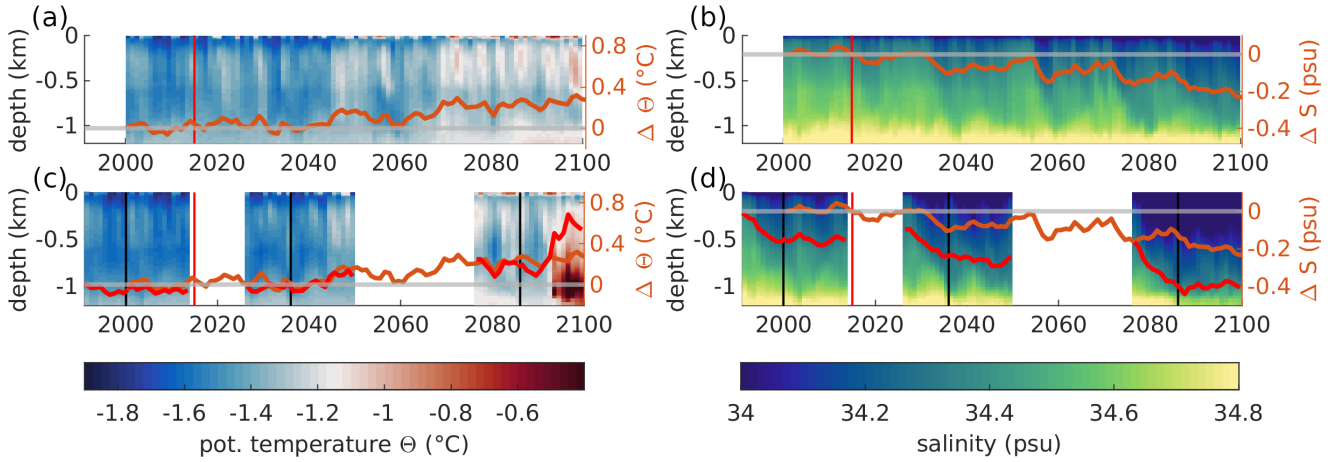 (a)
(b)
0
-0.5
-1
depth (km)
0.8
0.4
0
Δ Θ (°C)
2000 2020 2040 2060 2080 2100
0
-0.5
-1
depth (km)
0
-0.2
-0.4
Δ S (psu)
2000 2020 2040 2060 2080 2100
(c)
(d)
0
-0.5
-1
depth (km)
0.8
0.4
0
Δ Θ (°C)
2000 2020 2040 2060 2080 2100
0
-0.5
-1
depth (km)
0
-0.2
-0.4
Δ S (psu)
2000 2020 2040 2060 2080 2100
-1.8 -1.6 -1.4 -1.2 -1 -0.8 -0.6
pot. temperature Θ (°C)
34 34.2 34.4 34.6 34.8
salinity (psu)